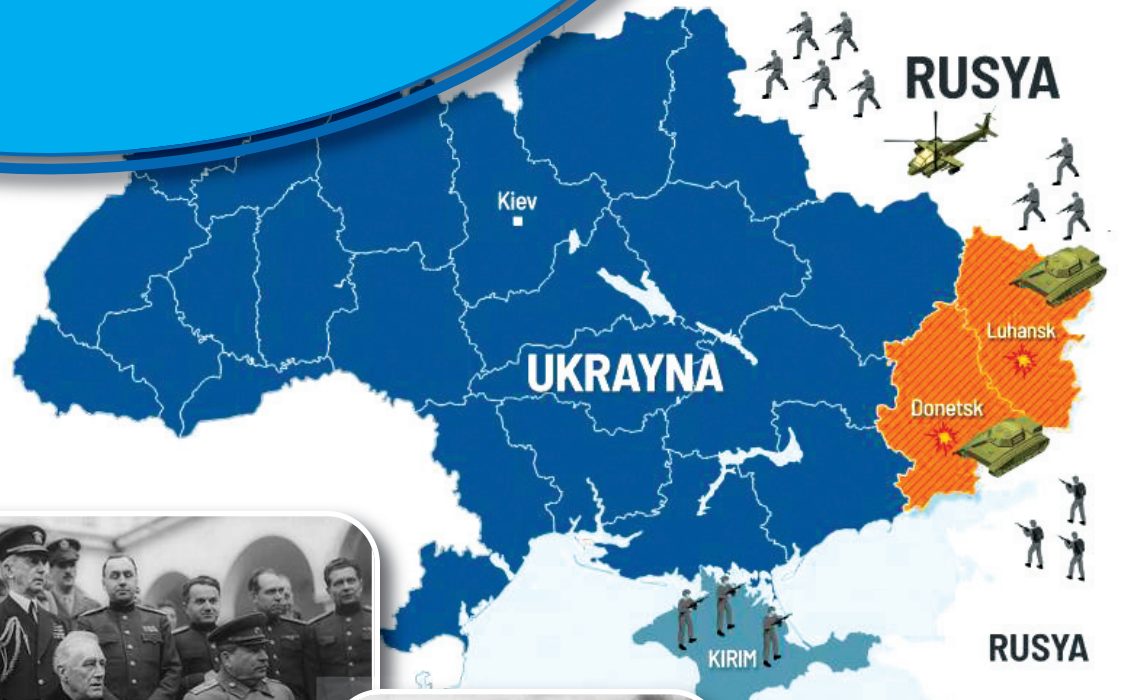 RUSYA
Kiev
Luhansk
UKRAYNA
Donetsk
RUSYA
KIRIM